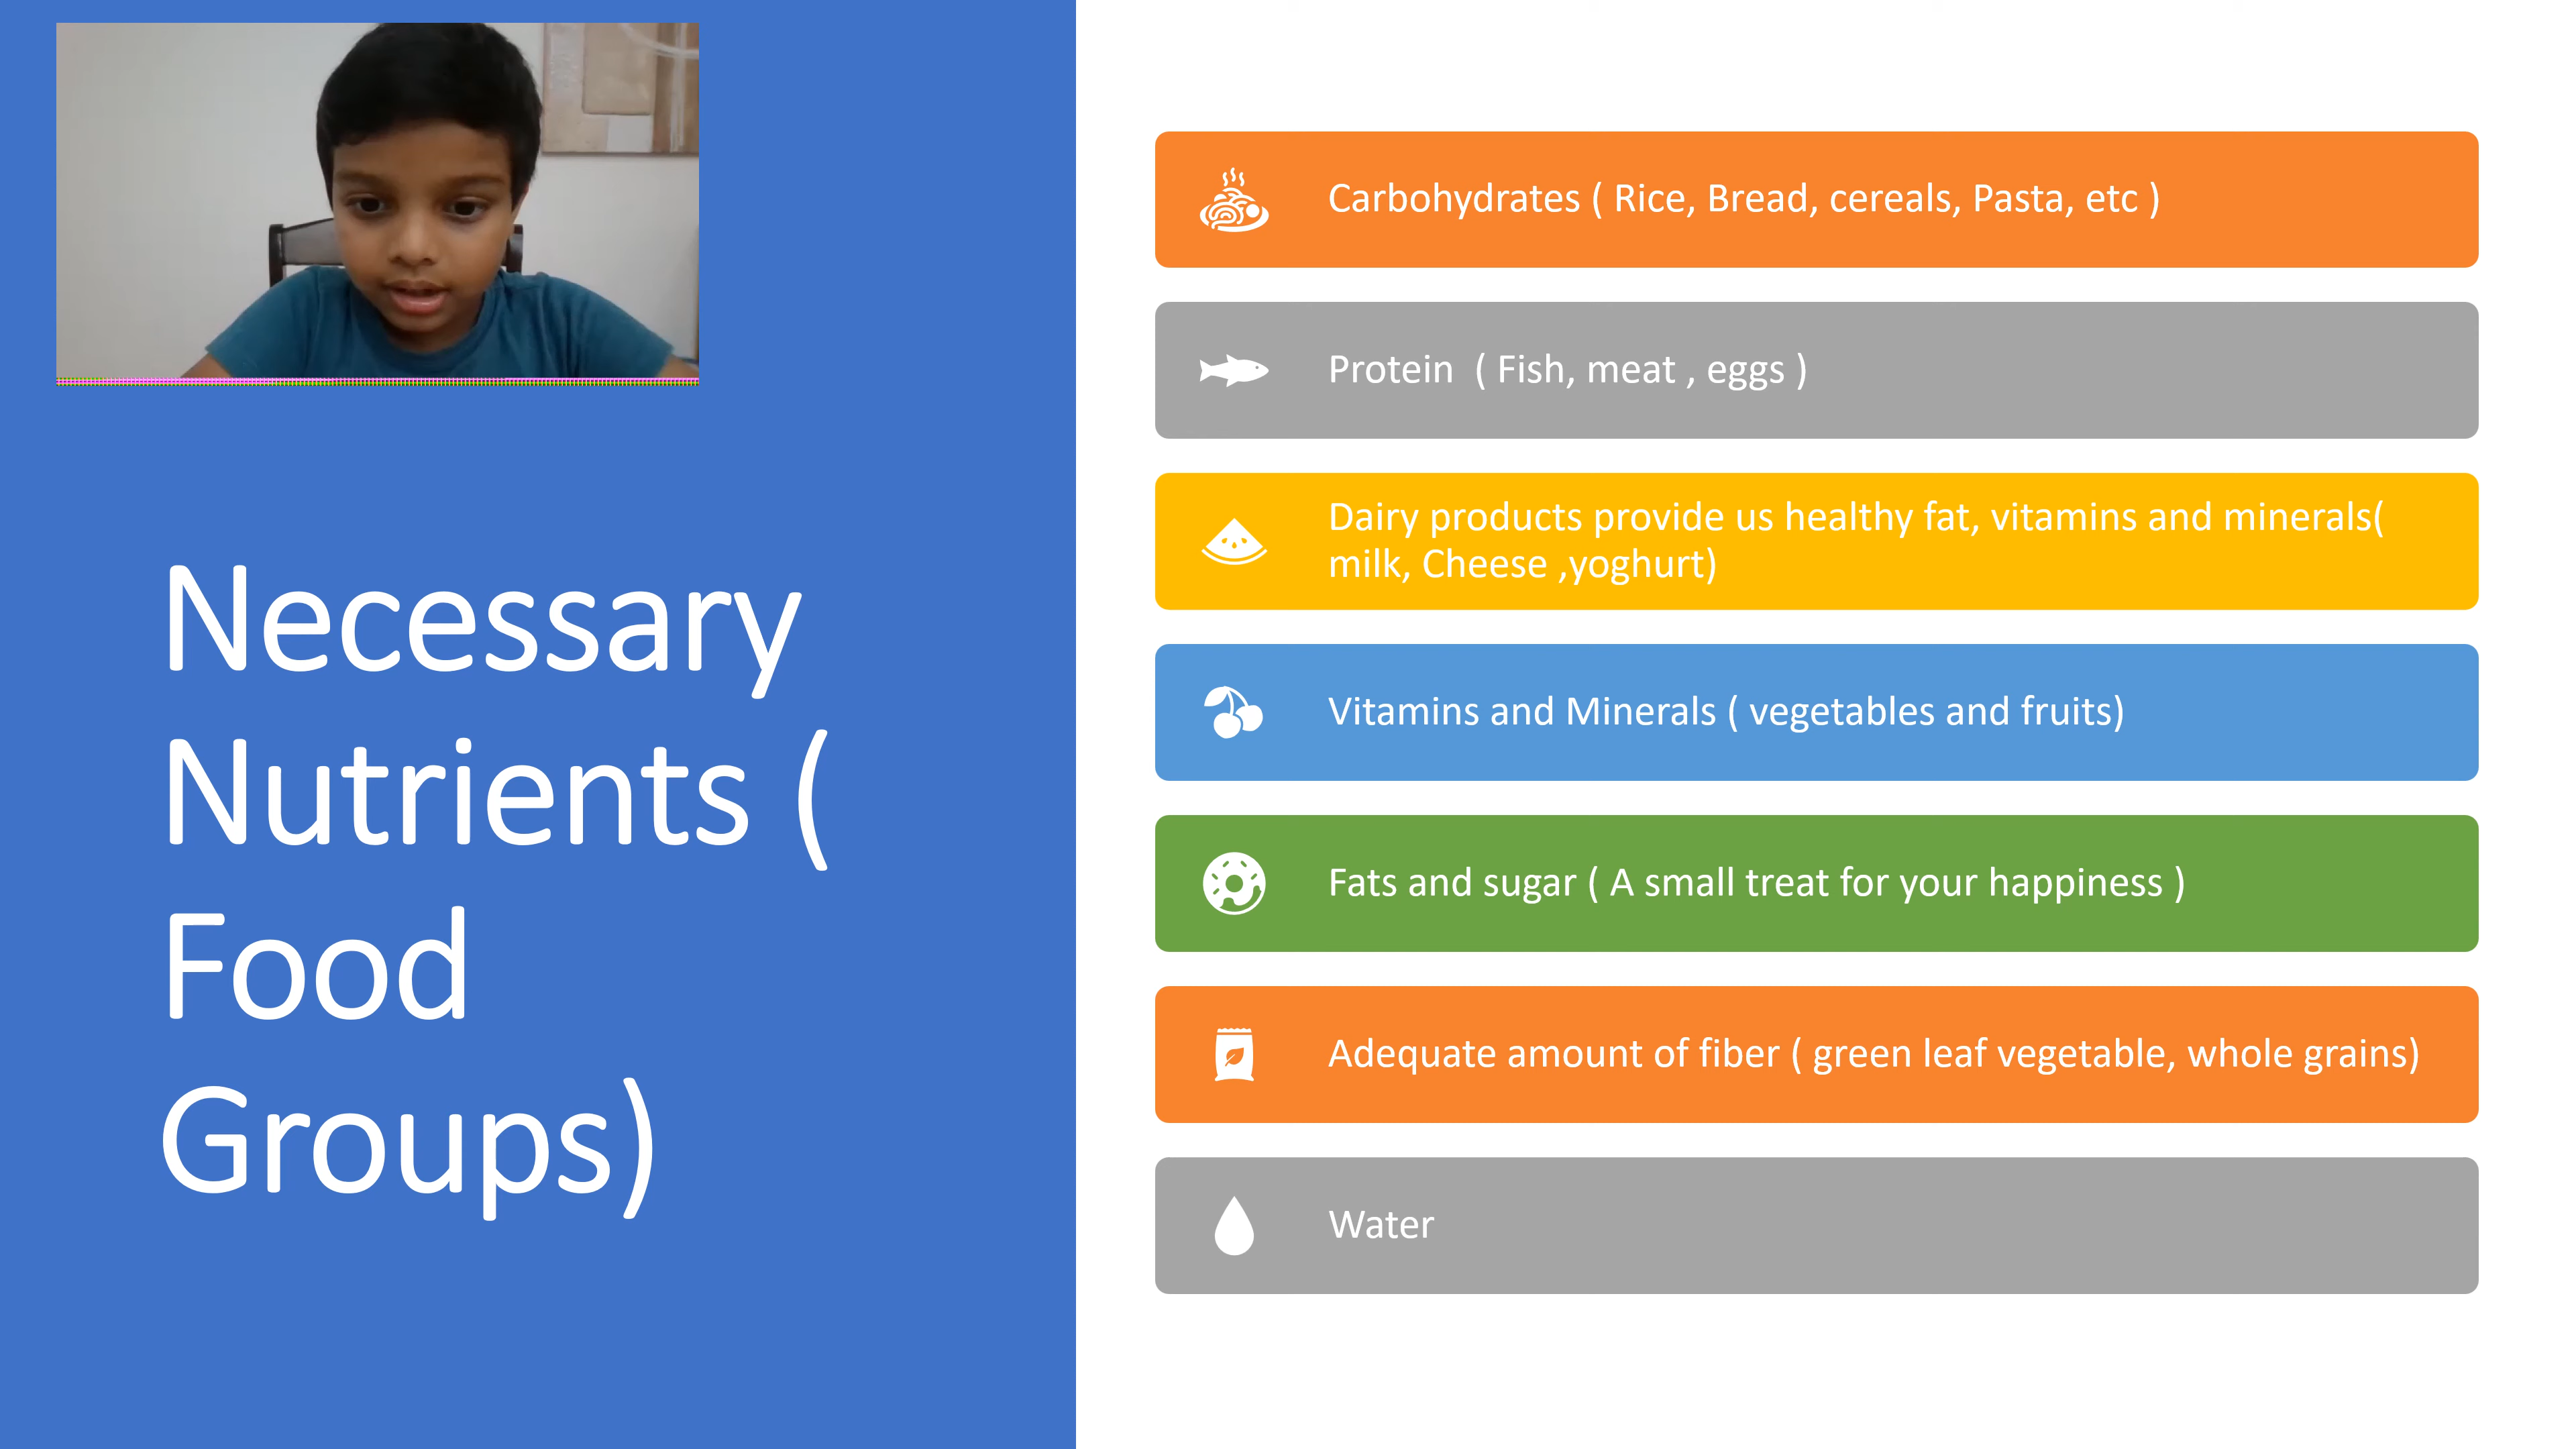 Necessary
Nutrients (
Food
Groups)
Carbohydrates ( Rice, Bread, cereals, Pasta, etc )
Protein  ( Fish, meat , eggs )
Dairy products provide us healthy fat, vitamins and minerals(
milk, Cheese ,yoghurt)
Vitamins and Minerals ( vegetables and fruits)
Fats and sugar ( A small treat for your happiness )
Adequate amount of fiber ( green leaf vegetable, whole grains)
Water